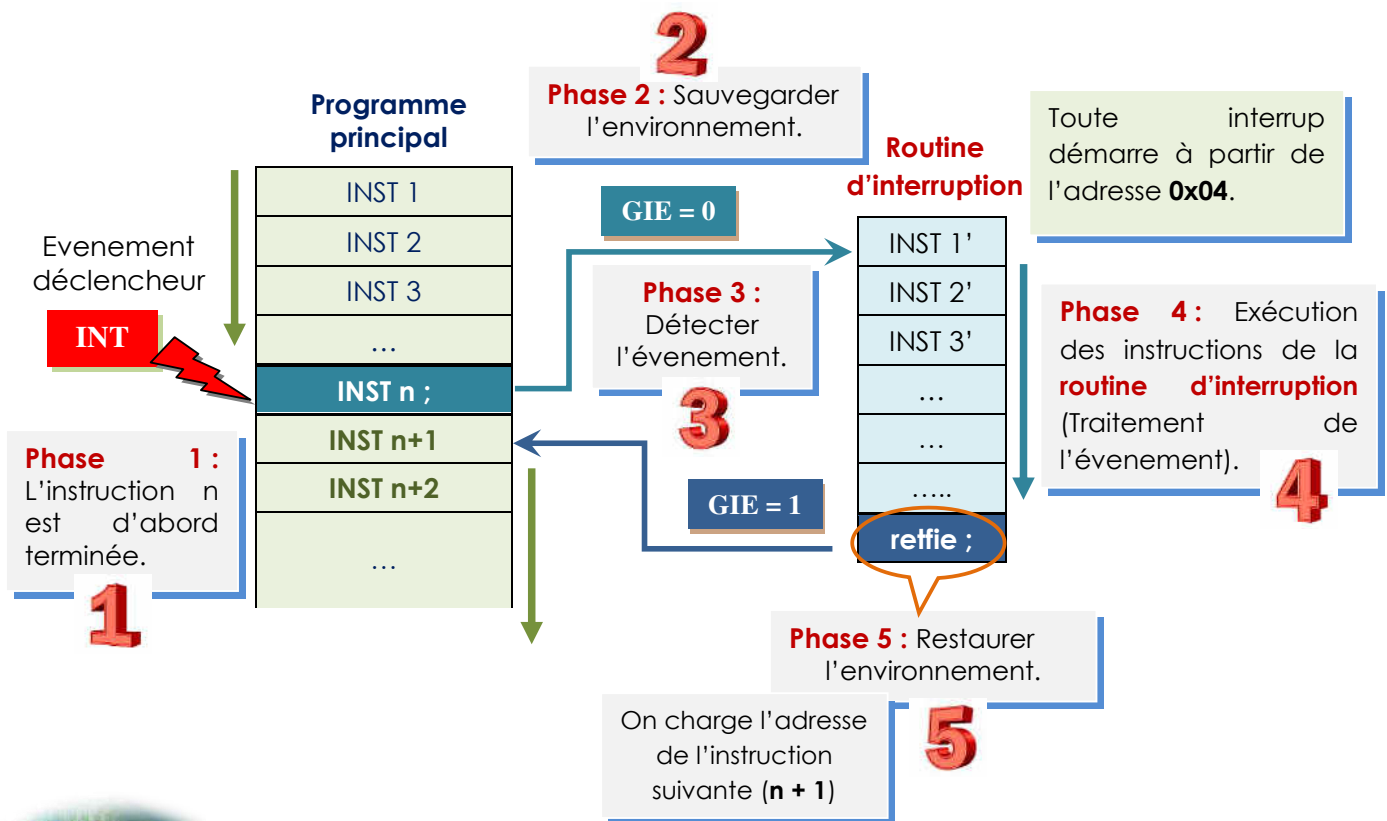 2
Phase 2 : Sauvegarder
l’environnement.
Programme
principal
INST 1
INST 2
INST 3
…
INST n ;
INST n+1
INST n+2
…
Evenement
déclencheur
INT
Phase 1 :
L’instruction n
est d’abord
terminée.
1
GIE = 0
Phase 3 :
Détecter
l’évenement.
3
GIE = 1
Routine
d’interruption
INST 1’
INST 2’
INST 3’
…
…
…..
retfie ;
Toute interrup
démarre à partir de
l’adresse 0x04.
Phase 4 : Exécution
des instructions de la
routine d’interruption
(Traitement de
l’évenement).
4
Phase 5 : Restaurer
l’environnement.
5
On charge l’adresse
de l’instruction
suivante (n + 1)